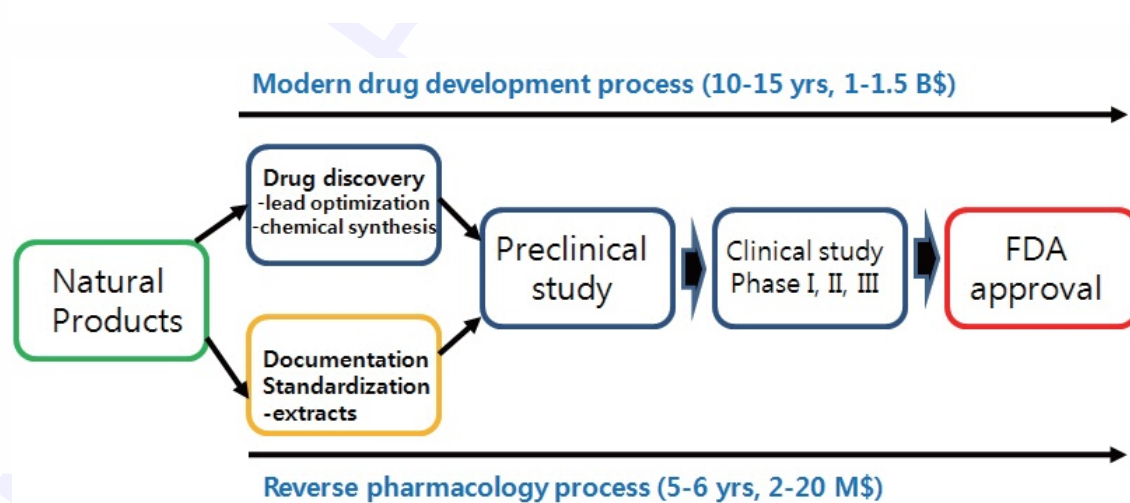 Modern drug development process (10-15 yrs, 1-1.5 B$)
Drug discovery
-lead optimization
-chemical synthesis
Natural
Products
Preclinical
study
Clinical study
Phase Ⅰ, Ⅱ, Ⅲ
FDA
approval
Documentation
Standardization
-extracts
Reverse pharmacology process (5-6 yrs, 2-20 M$)